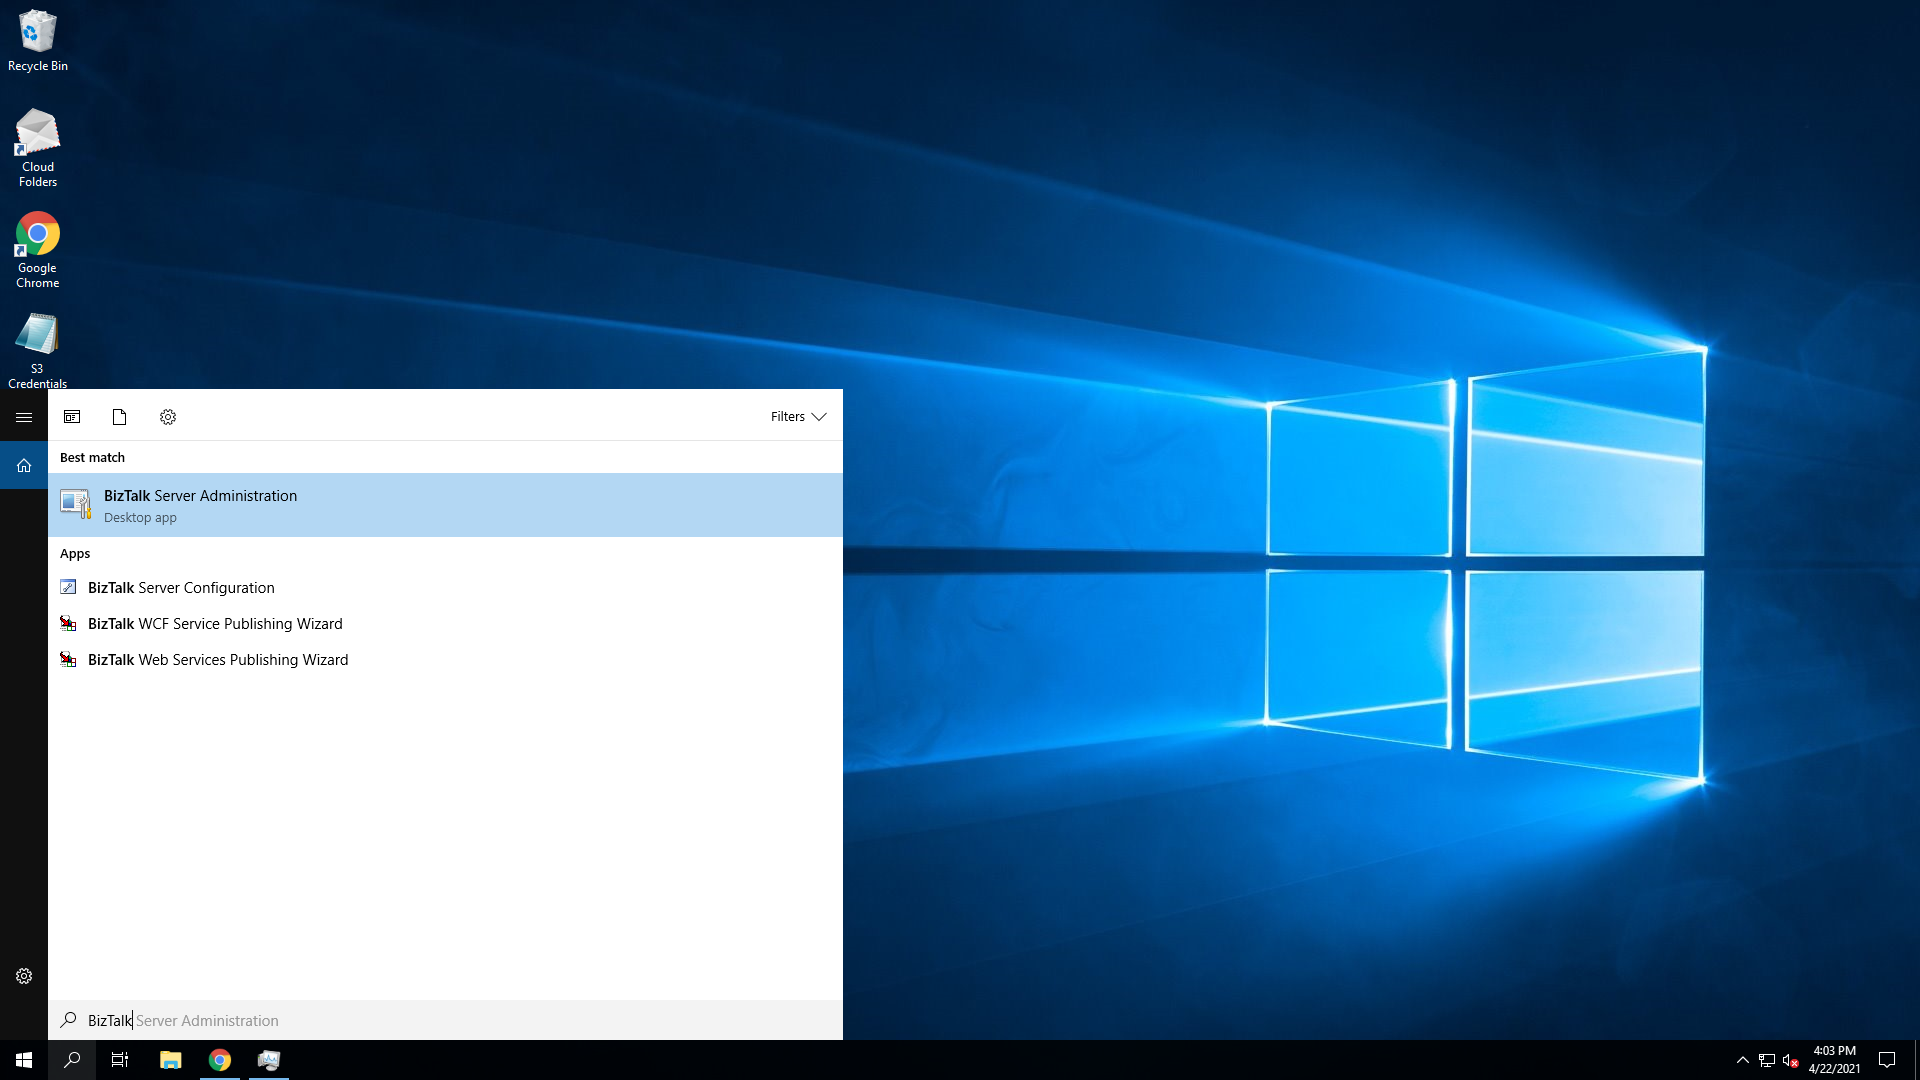 Recycle Bin
Cloud
Folders
Google
Chrome
S3
Credentials
Filters
Best match
BizTalk Server Administration
Desktop app
Apps
BizTalk Server Configuration
BizTalk WCF Service Publishing Wizard
BizTalk Web Services Publishing Wizard
BizTalk Server Administration
4:03 PM
4/22/2021